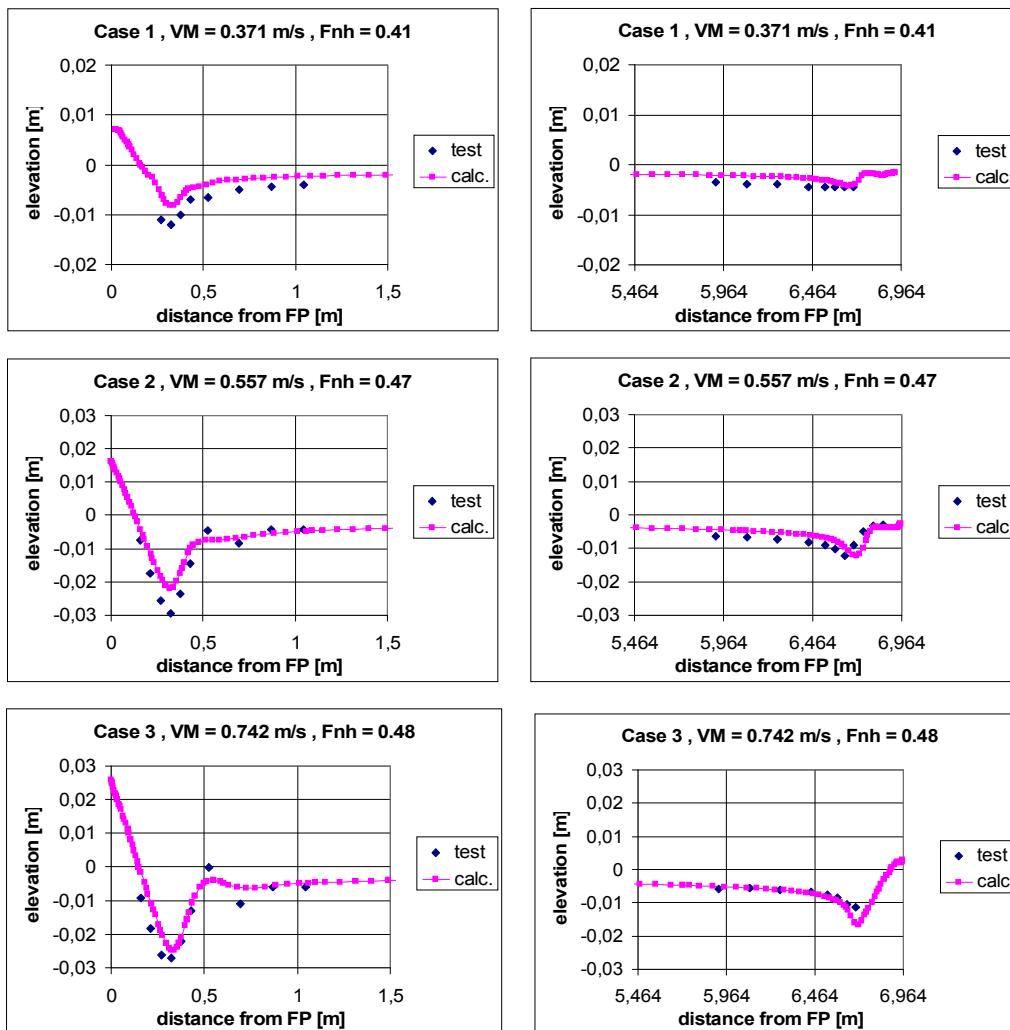 Case 1 , VM = 0.371 m/s , Fnh = 0.41
0,02
0,01
0
-0,01
-0,02
elevation [m]
0 0,5 1 1,5
distance from FP [m]
test
calc.
Case 1 , VM = 0.371 m/s , Fnh = 0.41
0,02
0,01
0
-0,01
-0,02
elevation [m]
5,464 5,964 6,464 6,964
distance from FP [m]
test
calc.
Case 2 , VM = 0.557 m/s , Fnh = 0.47
0,03
0,02
0,01
0
-0,01
-0,02
-0,03
elevation [m]
0 0,5 1 1,5
distance from FP [m]
test
calc.
Case 2 , VM = 0.557 m/s , Fnh = 0.47
0,03
0,02
0,01
0
-0,01
-0,02
-0,03
elevation [m]
5,464 5,964 6,464 6,964
distance from FP [m]
test
calc.
Case 3 , VM = 0.742 m/s , Fnh = 0.48
0,03
0,02
0,01
0
-0,01
-0,02
-0,03
elevation [m]
0 0,5 1 1,5
distance from FP [m]
test
calc.
Case 3 , VM = 0.742 m/s , Fnh = 0.48
0,03
0,02
0,01
0
-0,01
-0,02
-0,03
elevation [m]
5,464 5,964 6,464 6,964
distance from FP [m]
test
calc.